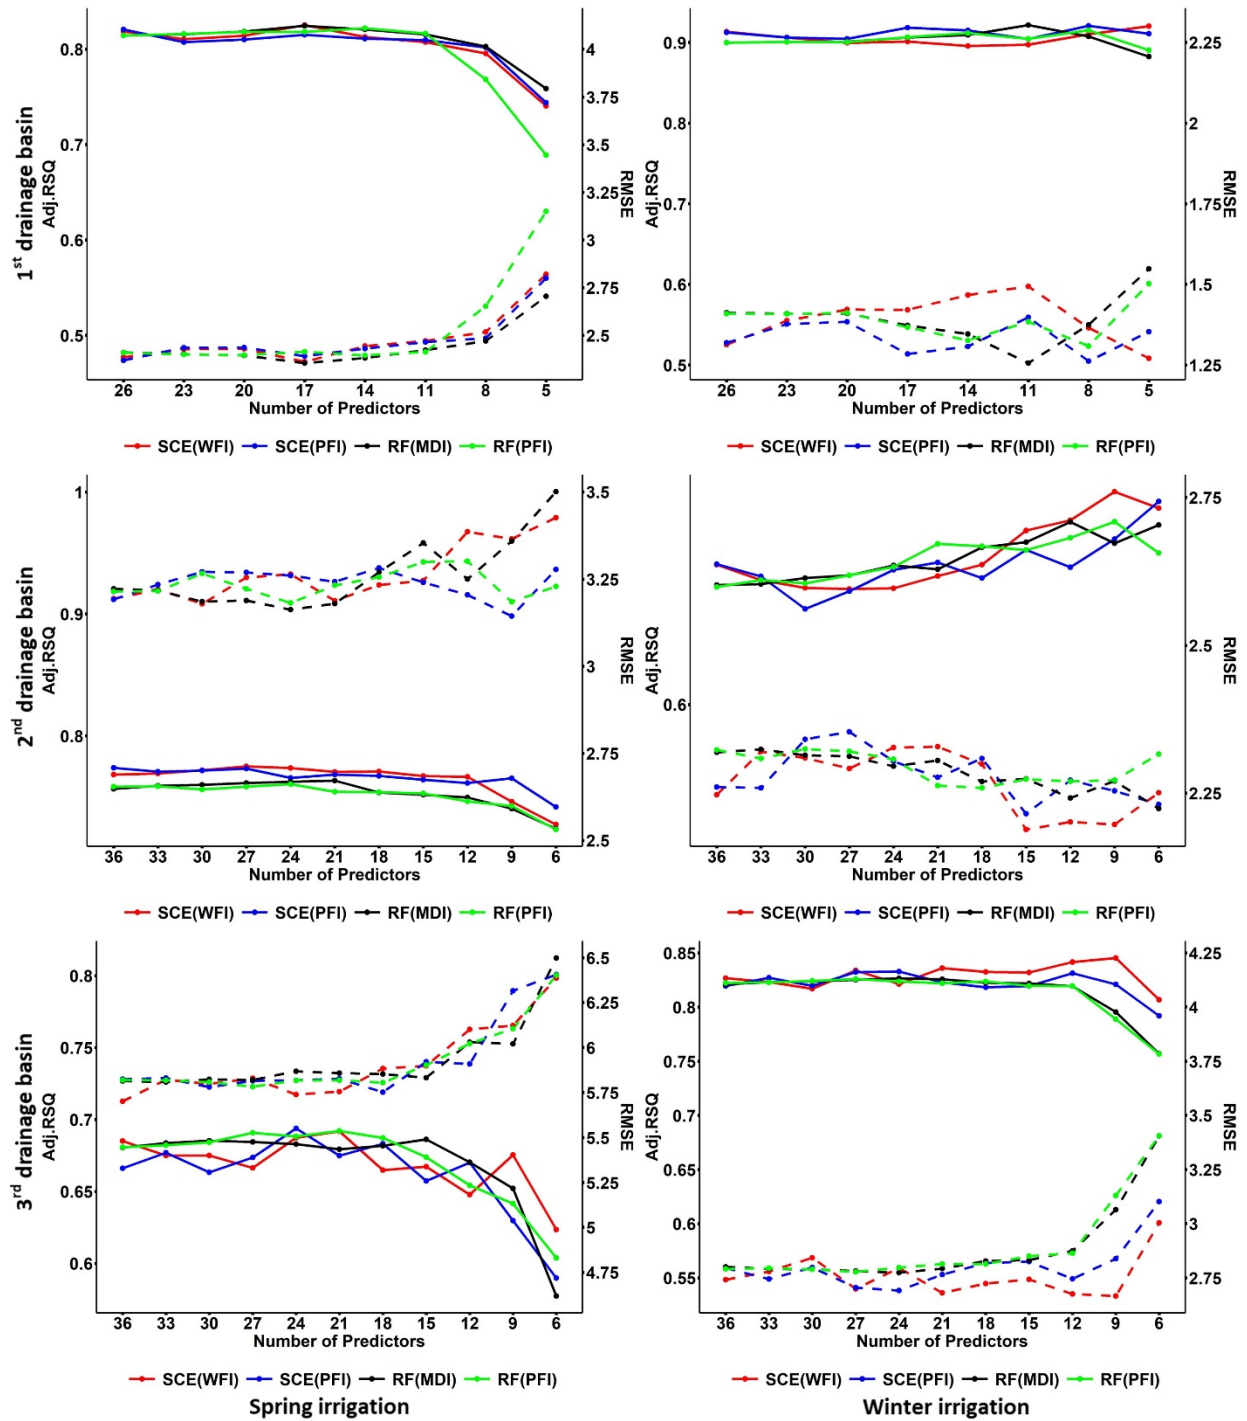 1st drainage basin
Adj.RSQ
0.8
0.7
0.6
0.5
4
3.75
3.5
3.25
3
2.75
2.5
RMSE
26 23 20 17 14 11 8 5
Number of Predictors
SCE(WFI) SCE(PFI) RF(MDI) RF(PFI)
Adj.RSQ
0.9
0.8
0.7
0.6
0.5
2.25
2
1.75
1.5
1.25
RMSE
26 23 20 17 14 11 8 5
Number of Predictors
SCE(WFI) SCE(PFI) RF(MDI) RF(PFI)
2nd drainage basin
Adj.RSQ
1
0.9
0.8
3.5
3.25
3
2.75
2.5
RMSE
36 33 30 27 24 21 18 15 12 9 6
Number of Predictors
SCE(WFI) SCE(PFI) RF(MDI) RF(PFI)
Adj.RSQ
0.6
2.75
2.5
2.25
RMSE
36 33 30 27 24 21 18 15 12 9 6
Number of Predictors
SCE(WFI) SCE(PFI) RF(MDI) RF(PFI)
3rd drainage basin
Adj.RSQ
0.8
0.75
0.7
0.65
0.6
6.5
6.25
6
5.75
5.5
5.25
5
4.75
RMSE
36 33 30 27 24 21 18 15 12 9 6
Number of Predictors
SCE(WFI) SCE(PFI) RF(MDI) RF(PFI)
Spring irrigation
Adj.RSQ
0.85
0.8
0.75
0.7
0.65
0.6
0.55
4.25
4
3.75
3.5
3.25
3
2.75
RMSE
36 33 30 27 24 21 18 15 12 9 6
Number of Predictors
SCE(WFI) SCE(PFI) RF(MDI) RF(PFI)
Winter irrigation